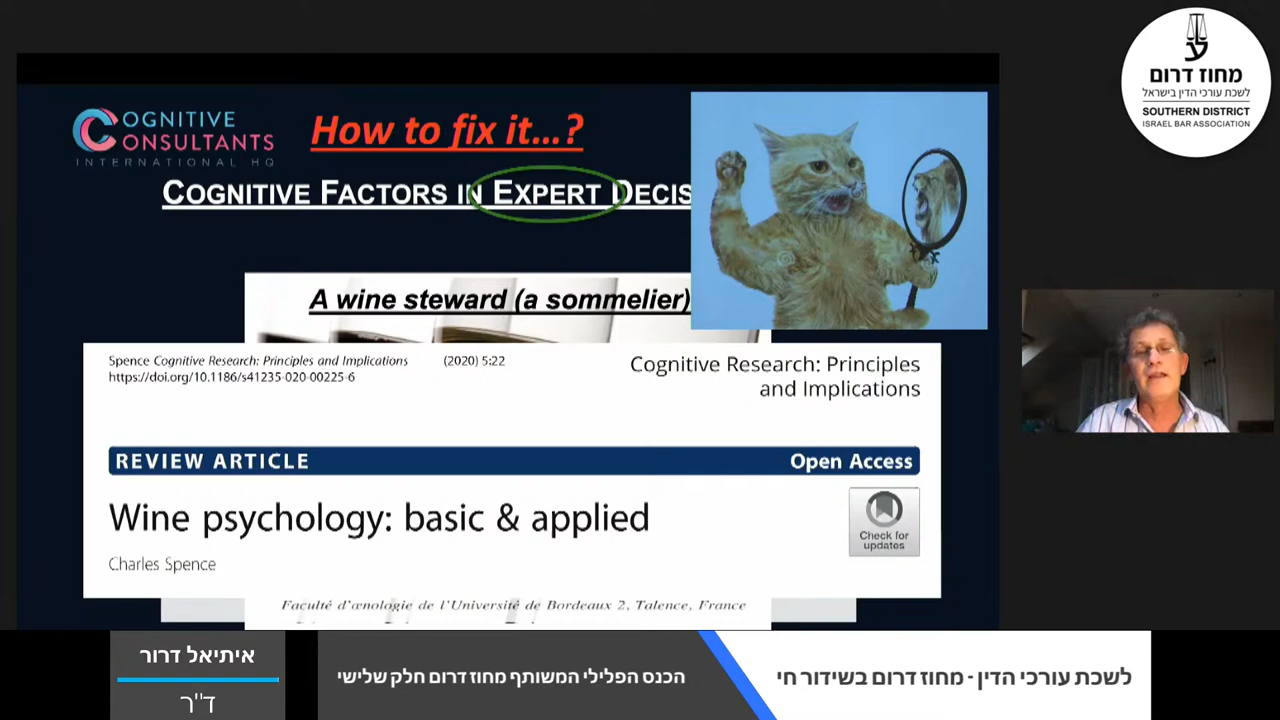 COGNITIVE
CONSULTANTS
INTERNATIONAL HQ
How to fix it...?
COGNITIVE FACTORS IN EXPERT
A wine steward (a sommelier)
Spence Cognitive Research: Principles and Implications (2020) 5:22
https://doi.org/10.1186/s41235-020-00225-6
Cognitive Research: Principles
and Implications
REVIEW ARTICLE
Open Access
Wine psychology: basic & applied
Charles Spence
Check for
updates
Faculté d'œnologie de l'Université de Bordeaux 2, Talence, France
מחוז דרום
לשכת עורכי הדין בישראל
SOUTHERN DISTRICT
ISRAEL BAR ASSOCIATION
לשכת עורכי הדין - מחוז דרום בשידור חי
הכנס הפלילי המשותף מחוז דרום חלק שלישי
איתיאל דרור
ד"ר